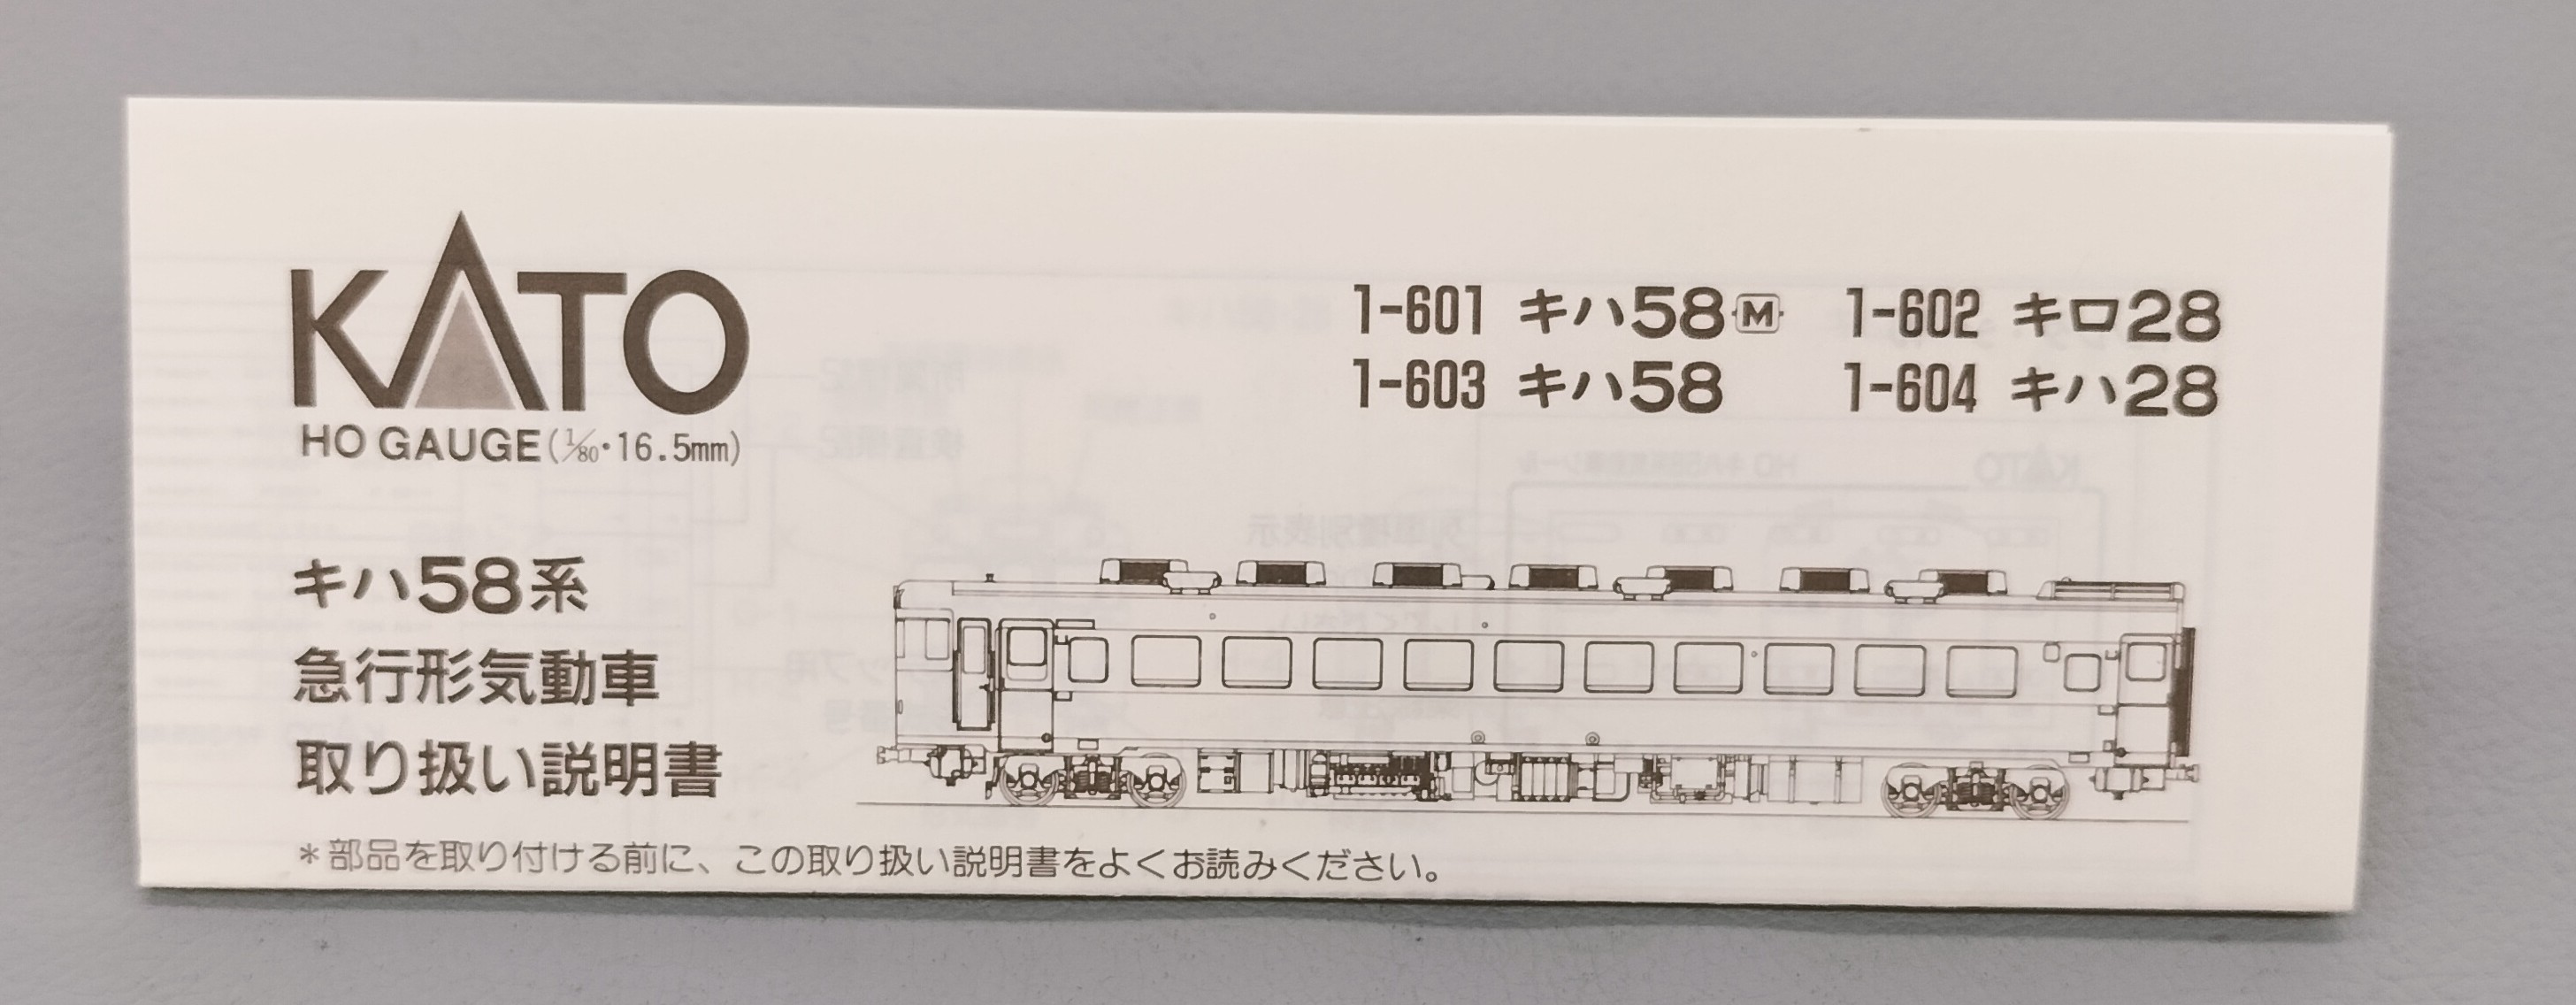 KATO
HO GAUGE(1/80・16.5mm)
1-601 キハ58 M 1-602 キロ28
1-603 キハ58 1-604 キハ28
キハ58系
急行形気動車
取り扱い説明書
*部品を取り付ける前に、この取り扱い説明書をよくお読みください。